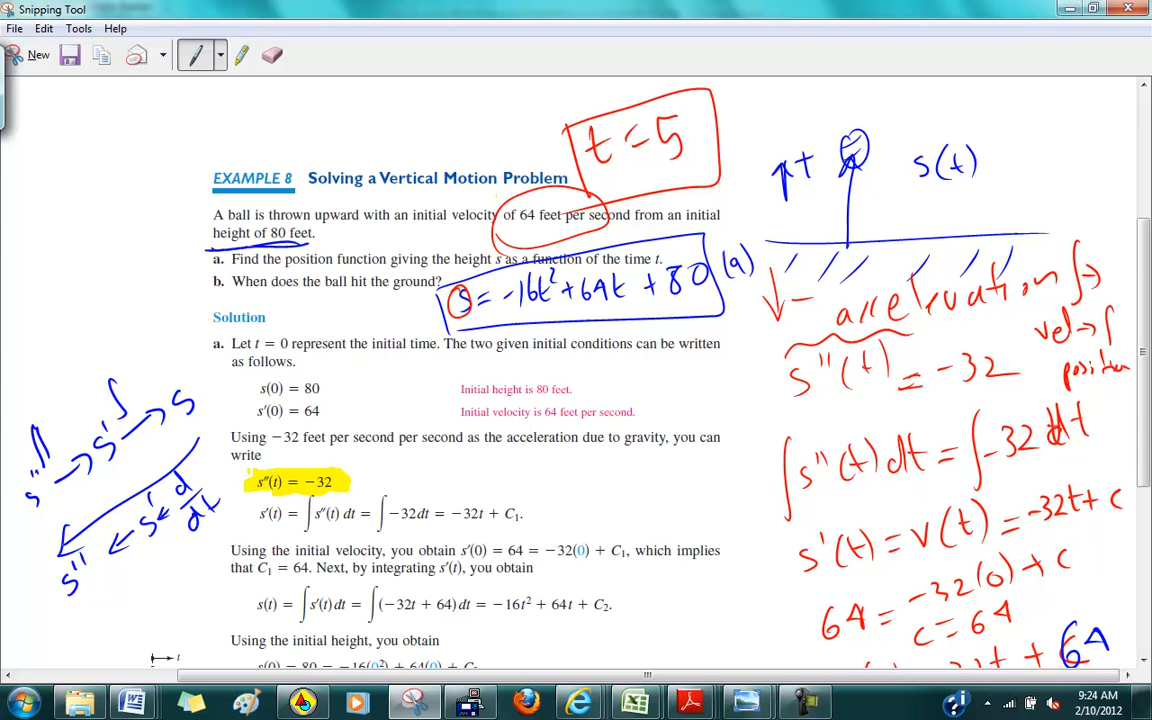 Snipping Tool
File Edit Tools Help
New
t = 5
EXAMPLE 8 Solving a Vertical Motion Problem
A ball is thrown upward with an initial velocity of 64 feet per second from an initial
height of 80 feet.
a. Find the position function giving the height s as a function of the time t.
b. When does the ball hit the ground?
s = -16t² + 64t + 80 (a)
Solution
a. Let t = 0 represent the initial time. The two given initial conditions can be written
as follows.
s(0) = 80 Initial height is 80 feet.
s′(0) = 64 Initial velocity is 64 feet per second.
Using −32 feet per second per second as the acceleration due to gravity, you can
write
s″(t) = −32
s′(t) = ∫ s″(t) dt = ∫ −32dt = −32t + C₁.
Using the initial velocity, you obtain s′(0) = 64 = −32(0) + C₁, which implies
that C₁ = 64. Next, by integrating s′(t), you obtain
s(t) = ∫ s′(t) dt = ∫ (−32t + 64) dt = −16t² + 64t + C₂.
Using the initial height, you obtain
s(0) = 80 = −16(0²) + 64(0) + C
t
s″ → s′ ∫ → s
s″ ← s′ ← d/dt
s(t)
−
acceleration ∫→
vel → ∫
position
s″(t) = −32
∫ s″(t) dt = ∫ −32 dt
s′(t) = v(t) = −32t + c
64 = −32(0) + c
c = 64
+ 64
9:24 AM
2/10/2012